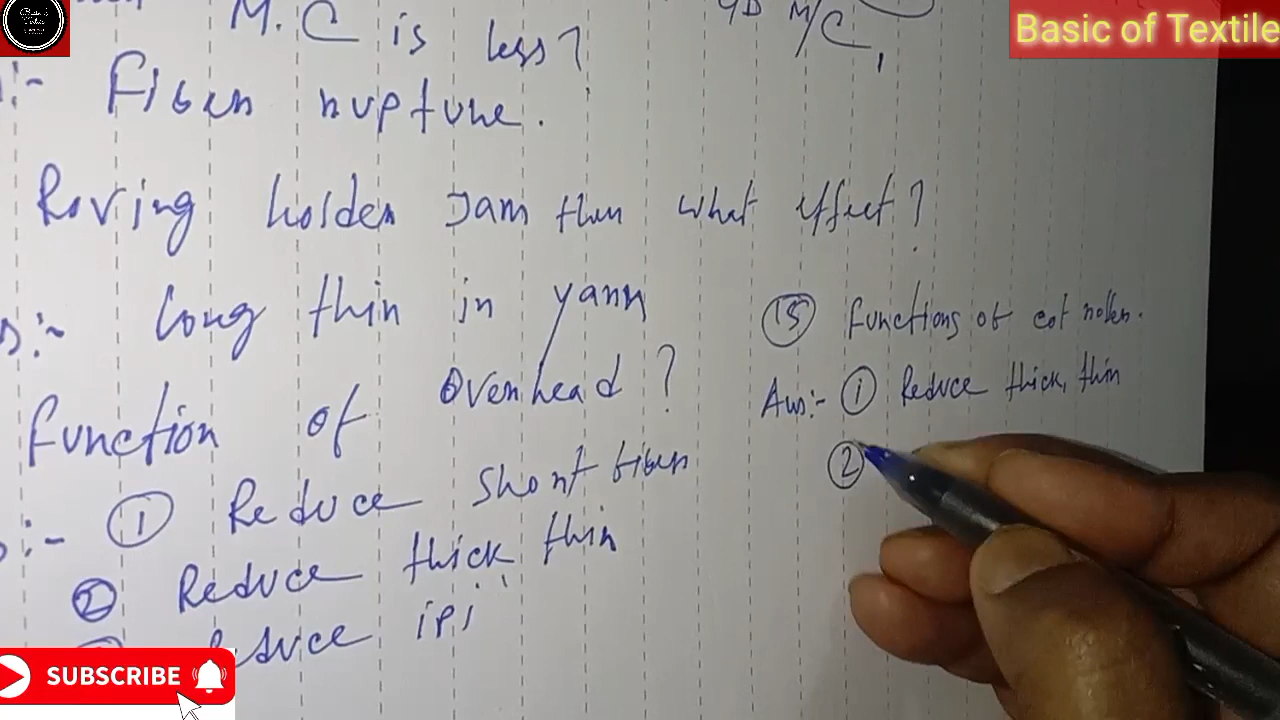 Basic of Textile
M.C is less?
M/C,
:- Fiber rupture.
Roving holder Jam then what effect?
s:- Long thin in yarn
Function of Overhead?
:- ① Reduce short fiber
② Reduce thick thin
Reduce ipi
⑮ Functions of cot roller.
Ans:- ① Reduce thick, thin
②
SUBSCRIBE